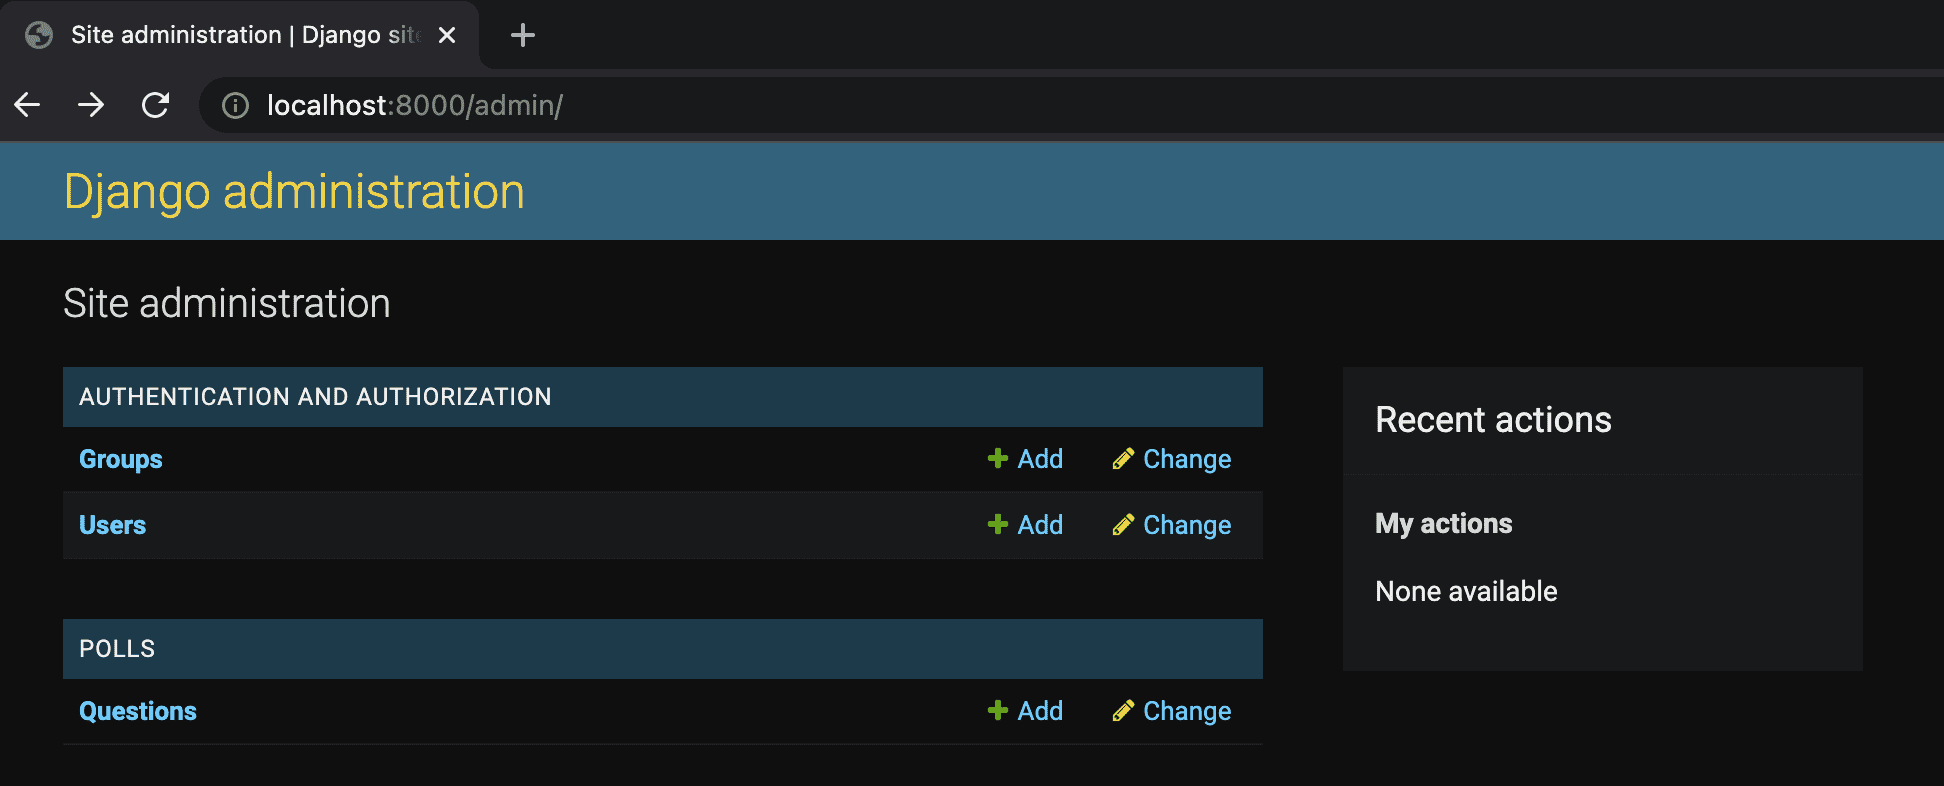 Site administration | Django site
localhost:8000/admin/
Django administration
Site administration
AUTHENTICATION AND AUTHORIZATION
Groups Add Change
Users Add Change
POLLS
Questions Add Change
Recent actions
My actions
None available